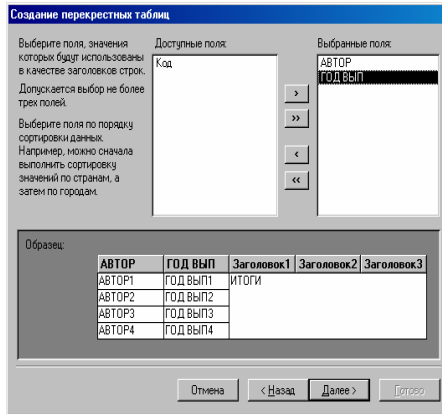 Создание перекрестных таблиц
Выберите поля, значения
которых будут использованы
в качестве заголовков строк.
Допускается выбор не более
трех полей.
Выберите поля по порядку
сортировки данных.
Например, можно сначала
выполнить сортировку
значений по странам, а
затем по городам.
Доступные поля:
Код
>
>>
<
<<
Выбранные поля:
АВТОР
ГОД ВЫП
Образец:
АВТОР ГОД ВЫП Заголовок1 Заголовок2 Заголовок3
АВТОР1 ГОД ВЫП1 ИТОГИ
АВТОР2 ГОД ВЫП2
АВТОР3 ГОД ВЫП3
АВТОР4 ГОД ВЫП4
Отмена < Назад Далее > Готово